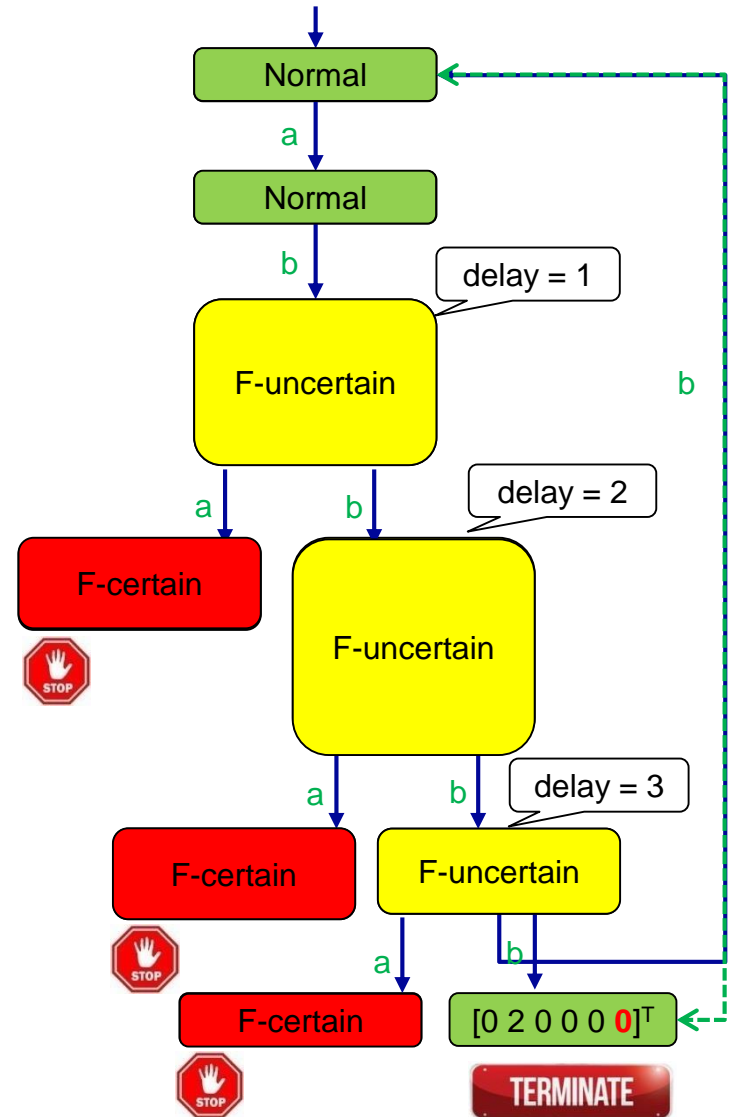 Normal
a
Normal
b
delay = 1
F-uncertain
b
a
b
delay = 2
F-certain
STOP
F-uncertain
a
b
delay = 3
F-certain
F-uncertain
STOP
a
b
F-certain
[0 2 0 0 0 0]ᵀ
STOP
TERMINATE